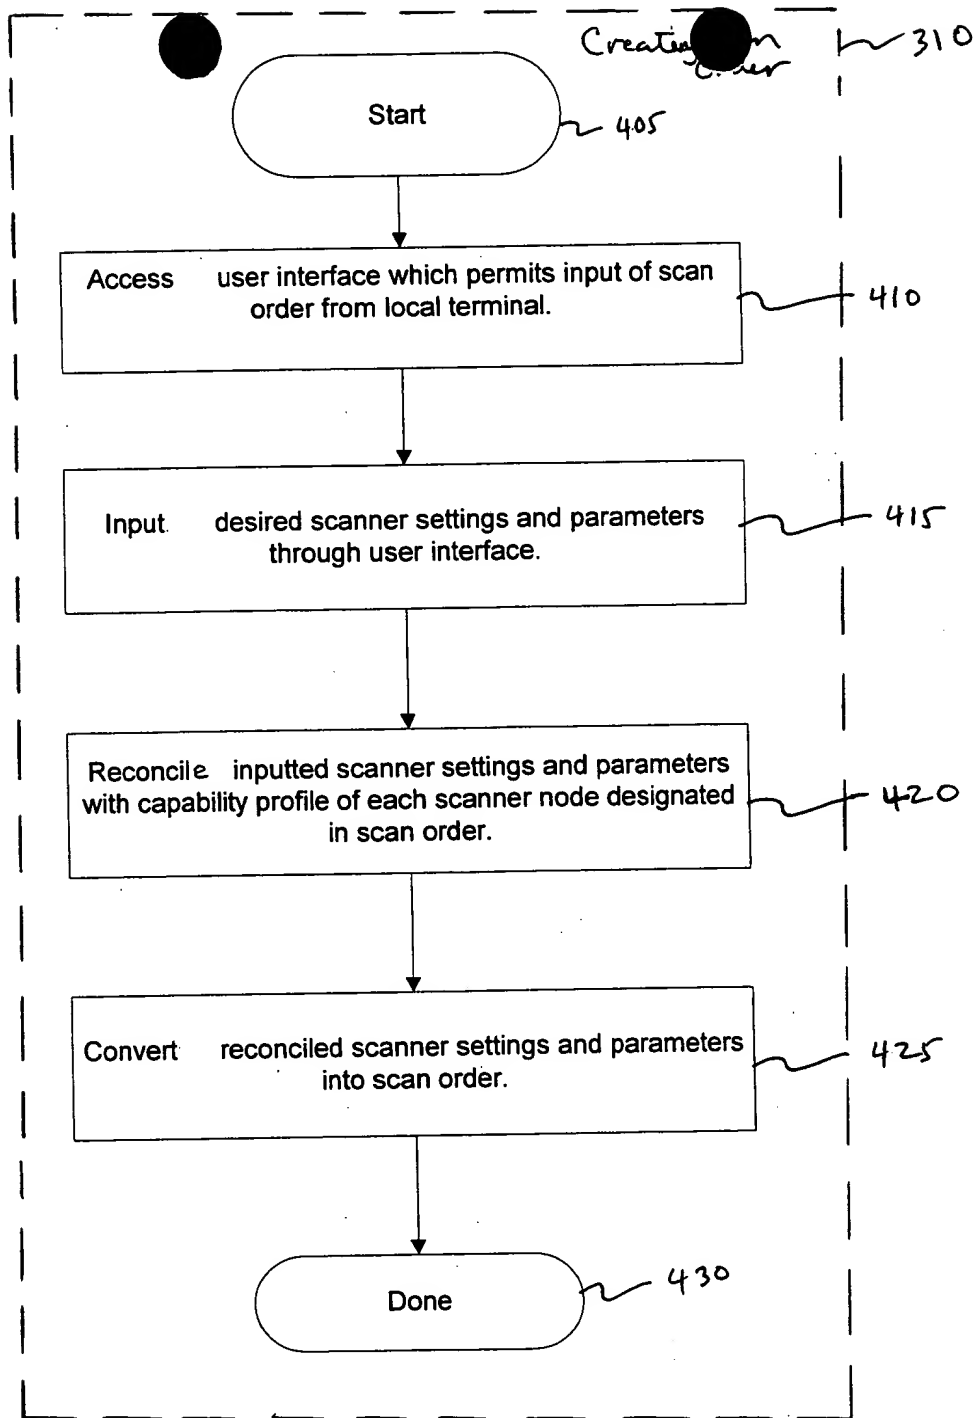 310
Start
405
Access user interface which permits input of scan
order from local terminal.
410
Input desired scanner settings and parameters
through user interface.
415
Reconcile inputted scanner settings and parameters
with capability profile of each scanner node designated
in scan order.
420
Convert reconciled scanner settings and parameters
into scan order.
425
Done
430